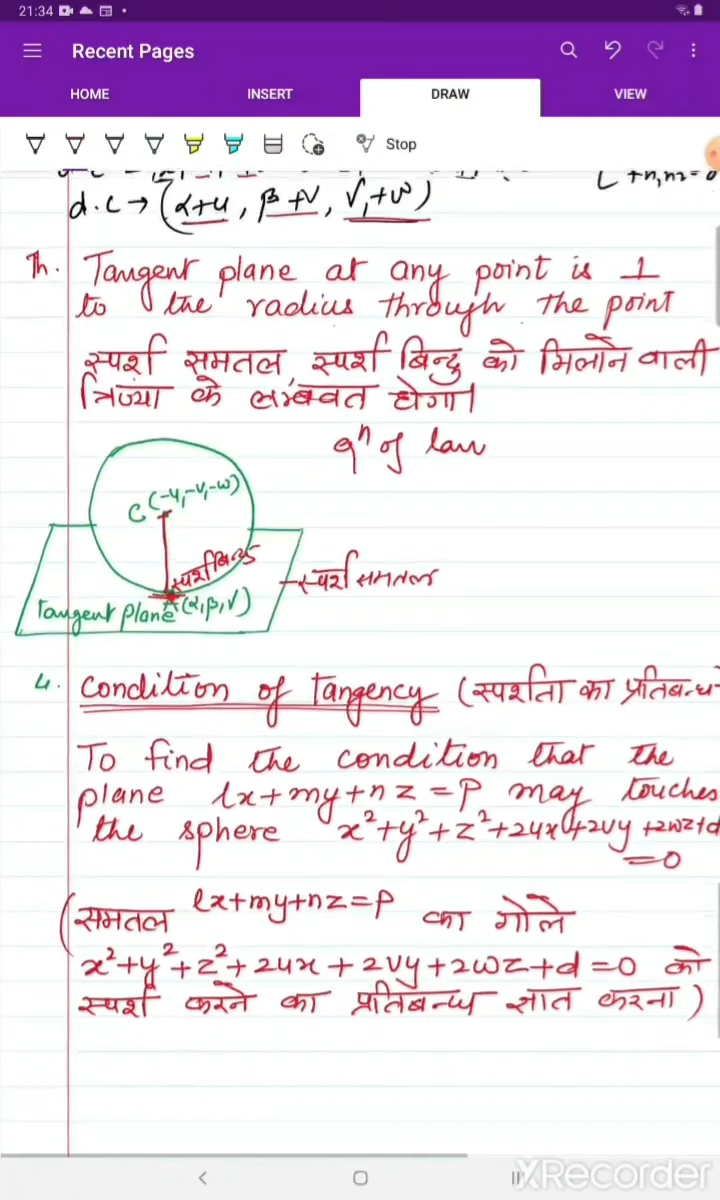 21:34
Recent Pages
HOME INSERT DRAW VIEW
Stop
d.c → (α+u, β+v, γ+w)
Th. Tangent plane at any point is ⊥
to the radius through the point
स्पर्श समतल, स्पर्श बिन्दु को मिलाने वाली
त्रिज्या के लम्बवत होगा।
qⁿ of law
C(-u,-v,-w)
स्पर्श बिन्दु
स्पर्श समतल
Tangent plane A(α,β,γ)
4. Condition of Tangency (स्पर्शता का प्रतिबन्ध
To find the condition that the
plane lx+my+nz=p may touches
the sphere x²+y²+z²+2ux+2vy+2wz+d
=0
(समतल lx+my+nz=p का गोले
x²+y²+z²+2ux+2vy+2wz+d=0 को
स्पर्श करने का प्रतिबन्ध ज्ञात करना)
XRecorder